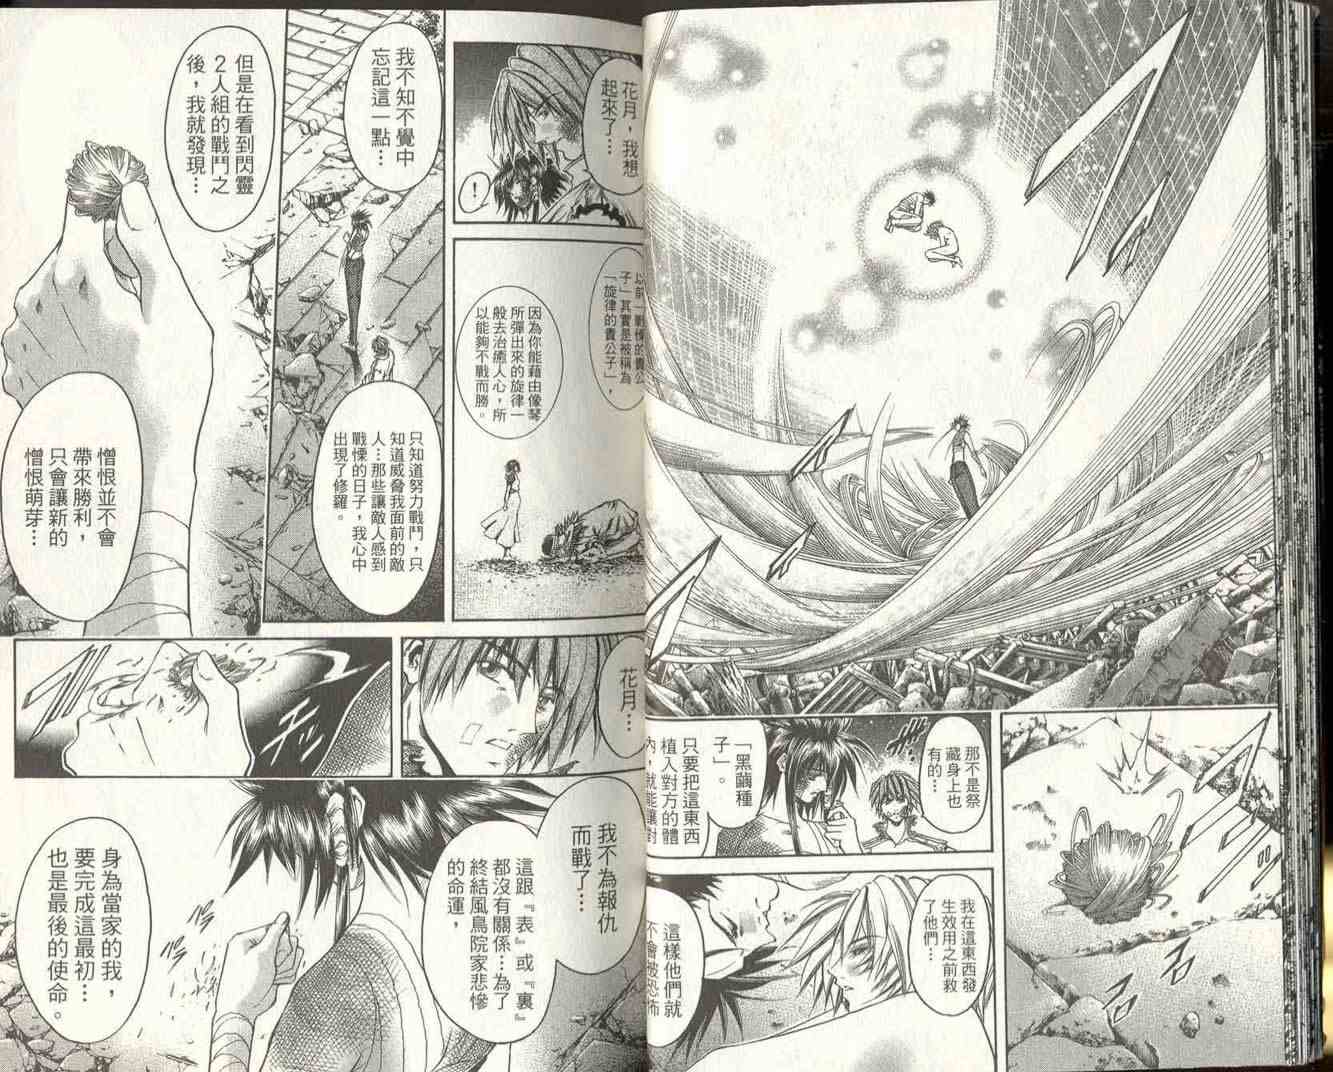 那不是祭
藏身上也
有的…
「黑繭種
子」。
只要把這東西
植入對方的體
內，就能讓對
我在這東西發
生效用之前救
了他們…
這樣他們就
不會被恐怖
花月，我想
起來了…
！
以前「戰慄的貴公
子」其實是被稱為
「旋律的貴公子」，
因為你能藉由像琴
所彈出來的旋律一
般去治癒人心，所
以能夠不戰而勝。
我不知不覺中
忘記這一點…
只知道努力戰鬥，只
知道威脅我面前的敵
人…那些讓敵人感到
戰慄的日子，我心中
出現了修羅。
但是在看到閃靈
2人組的戰鬥之
後，我就發現…
憎恨並不會
帶來勝利，
只會讓新的
憎恨萌芽…
花月…
我不為報仇
而戰了…
這跟『表』或『裏』
都沒有關係…為了
終結風鳥院家悲慘
的命運，
身為當家的我，
要完成這最初…
也是最後的使命。